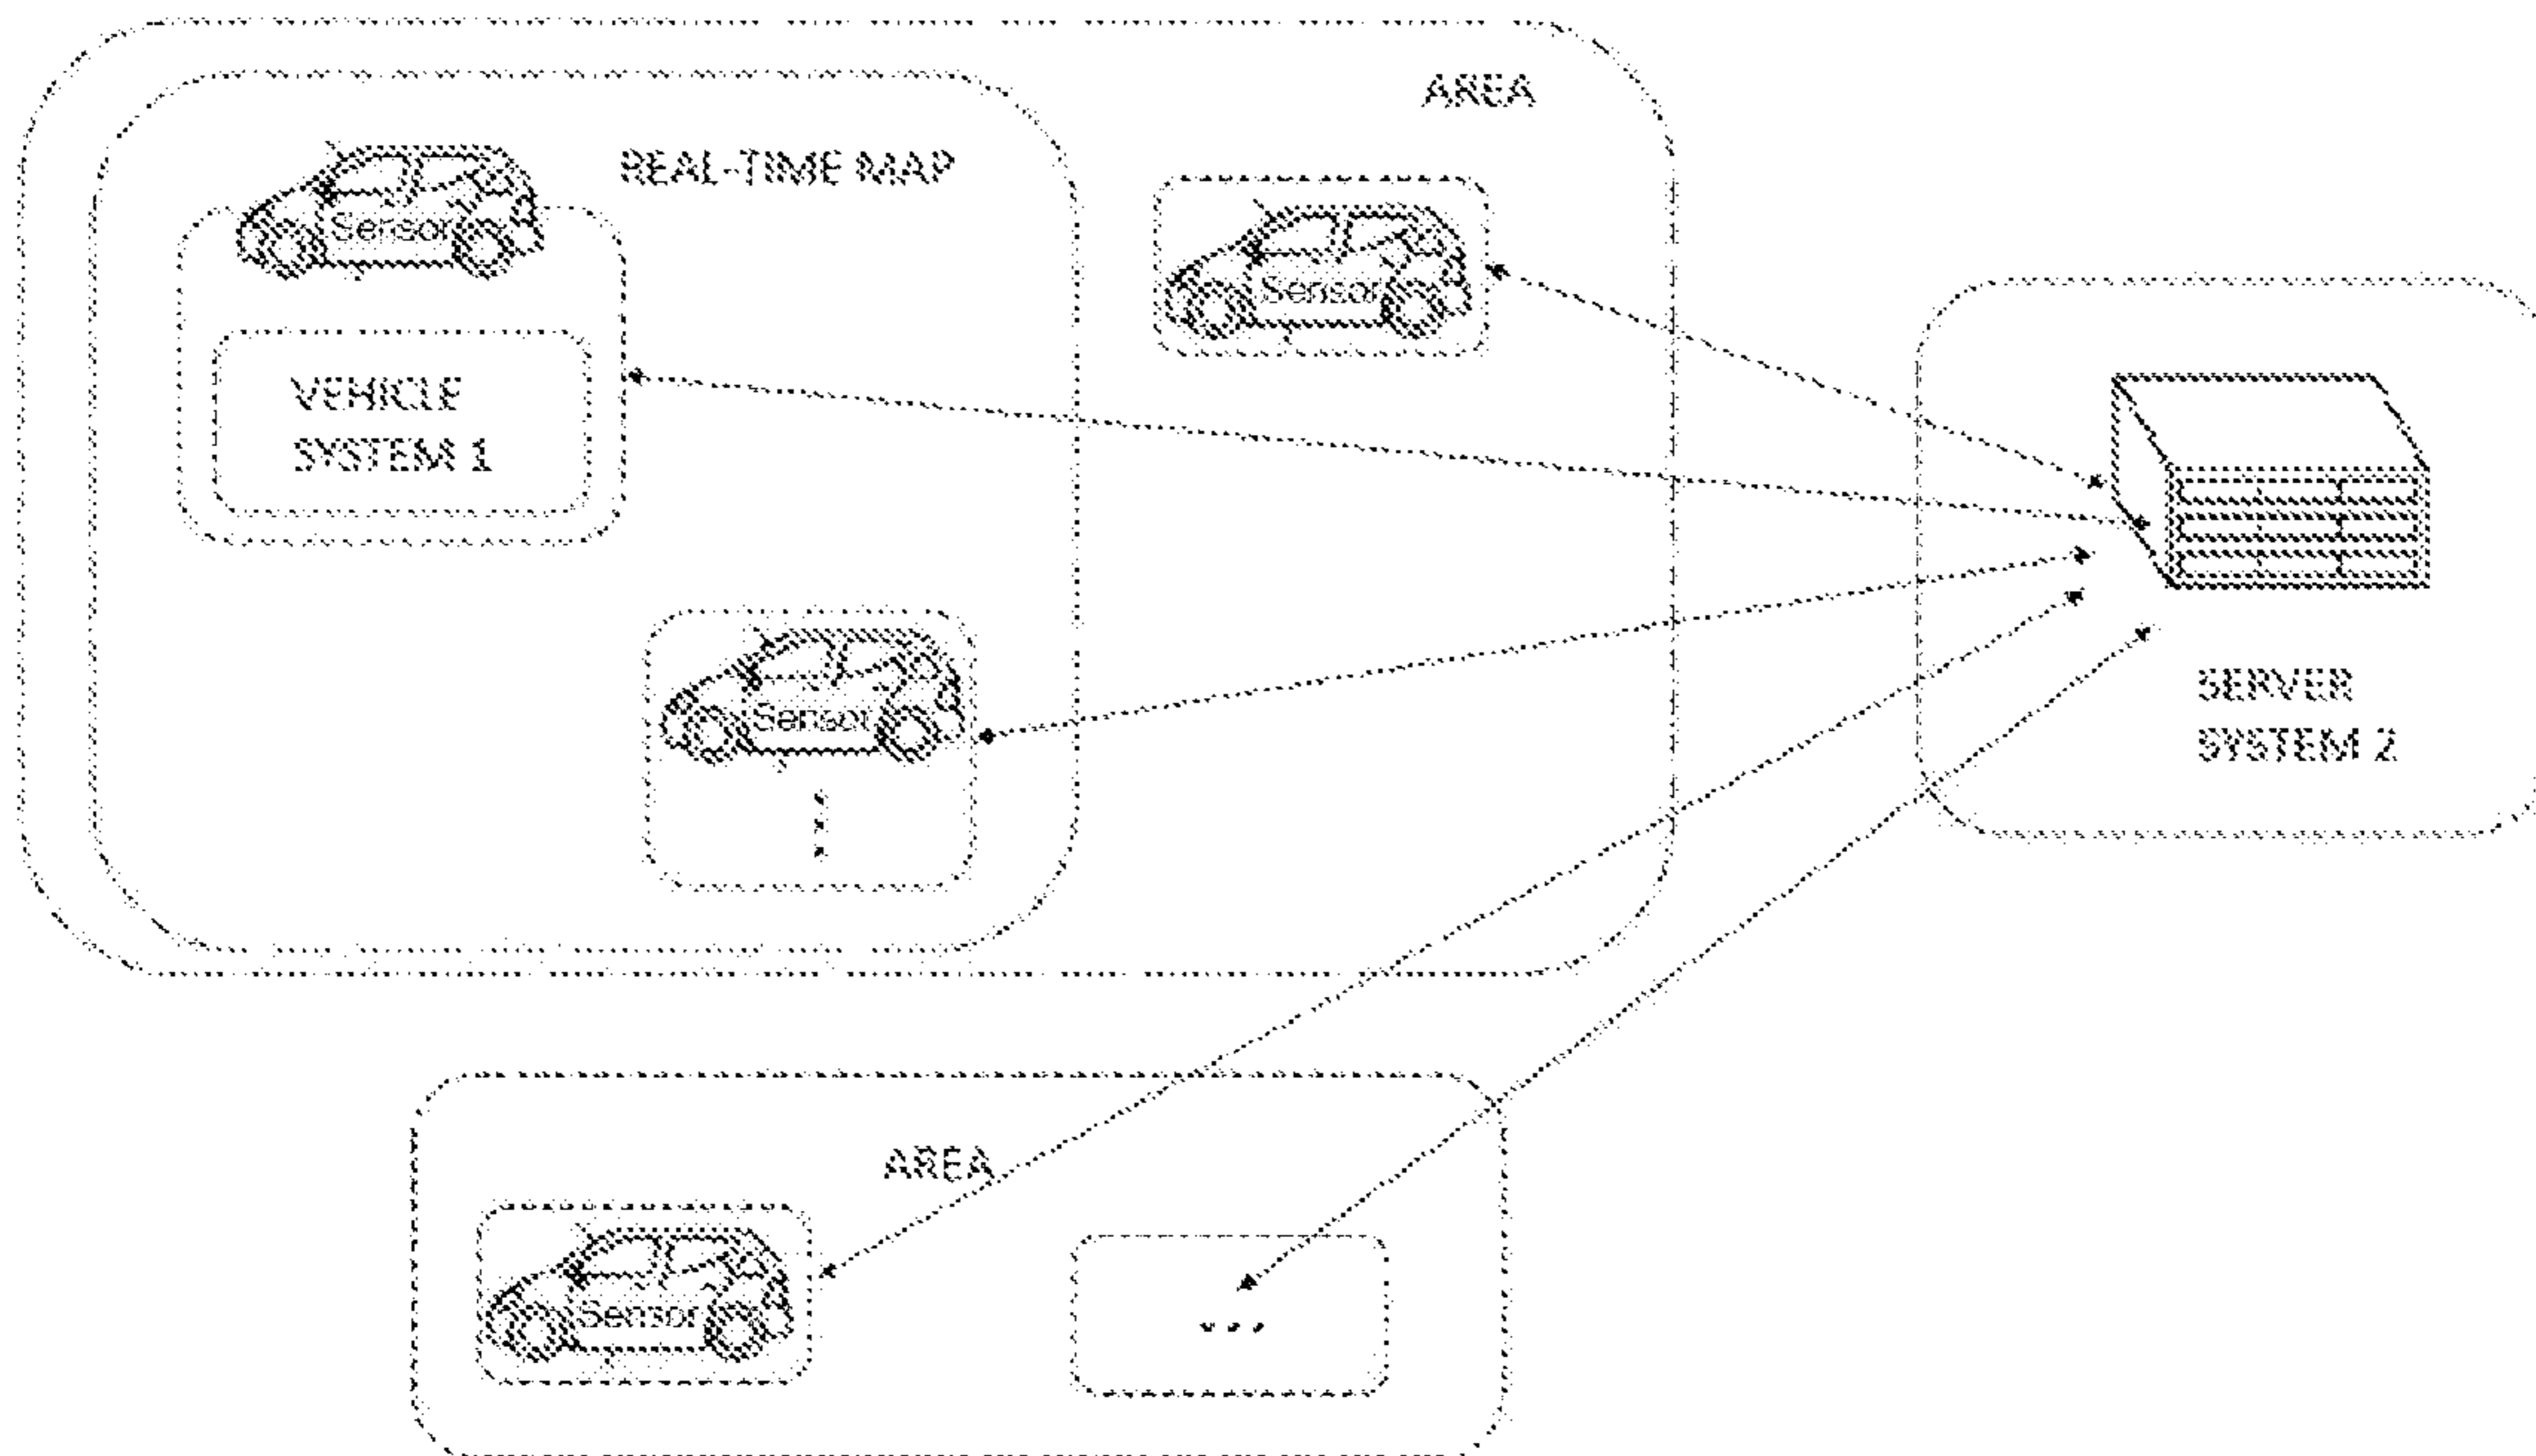 AREA
REAL-TIME MAP
Sensor
Sensor
VEHICLE
SYSTEM 1
Sensor
SERVER
SYSTEM 2
AREA
Sensor